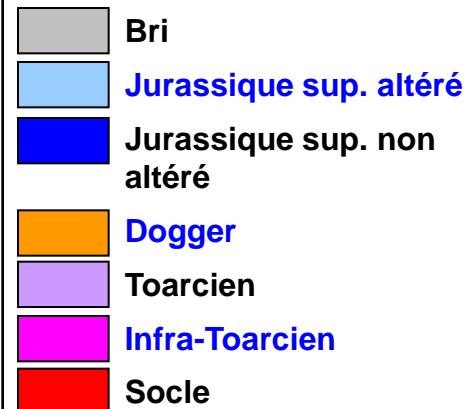 Bri
Jurassique sup. altéré
Jurassique sup. non
altéré
Dogger
Toarcien
Infra-Toarcien
Socle